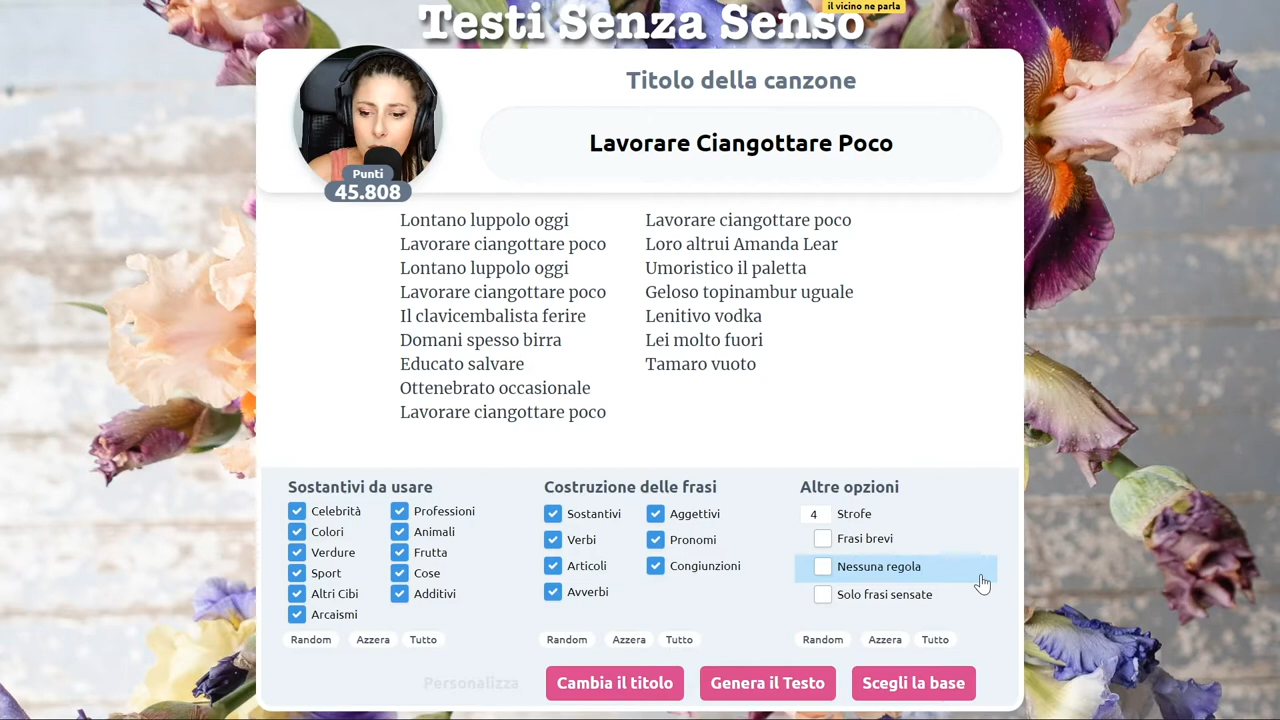 il vicino ne parla
Testi Senza Senso
Titolo della canzone
Lavorare Ciangottare Poco
Punti
45.808
Lontano luppolo oggi
Lavorare ciangottare poco
Lontano luppolo oggi
Lavorare ciangottare poco
Il clavicembalista ferire
Domani spesso birra
Educato salvare
Ottenebrato occasionale
Lavorare ciangottare poco
Lavorare ciangottare poco
Loro altrui Amanda Lear
Umoristico il paletta
Geloso topinambur uguale
Lenitivo vodka
Lei molto fuori
Tamaro vuoto
Sostantivi da usare
Celebrità
Colori
Verdure
Sport
Altri Cibi
Arcaismi
Professioni
Animali
Frutta
Cose
Additivi
Random Azzera Tutto
Costruzione delle frasi
Sostantivi
Verbi
Articoli
Avverbi
Aggettivi
Pronomi
Congiunzioni
Random Azzera Tutto
Altre opzioni
4 Strofe
Frasi brevi
Nessuna regola
Solo frasi sensate
Random Azzera Tutto
Personalizza
Cambia il titolo
Genera il Testo
Scegli la base